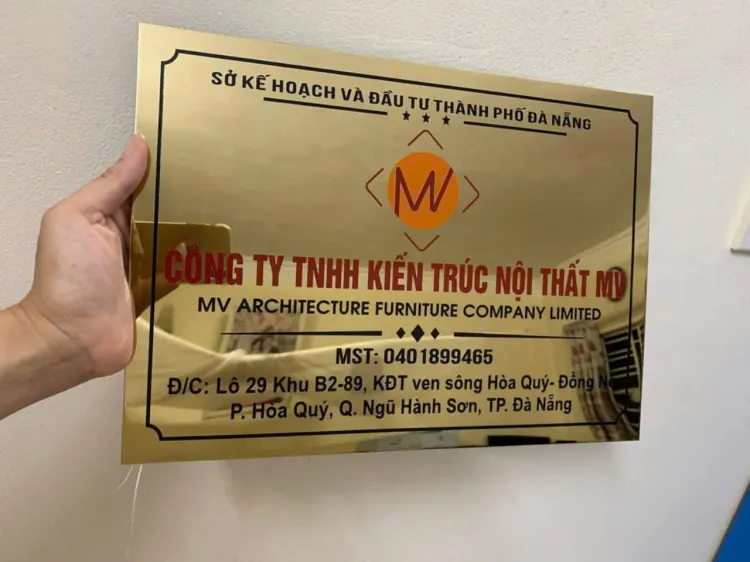 SỞ KẾ HOẠCH VÀ ĐẦU TƯ THÀNH PHỐ ĐÀ NẴNG
MV
CÔNG TY TNHH KIẾN TRÚC NỘI THẤT MV
MV ARCHITECTURE FURNITURE COMPANY LIMITED
MST: 0401899465
Đ/C: Lô 29 Khu B2-89, KĐT ven sông Hòa Quý- Đồng
P. Hòa Quý, Q. Ngũ Hành Sơn, TP. Đà Nẵng